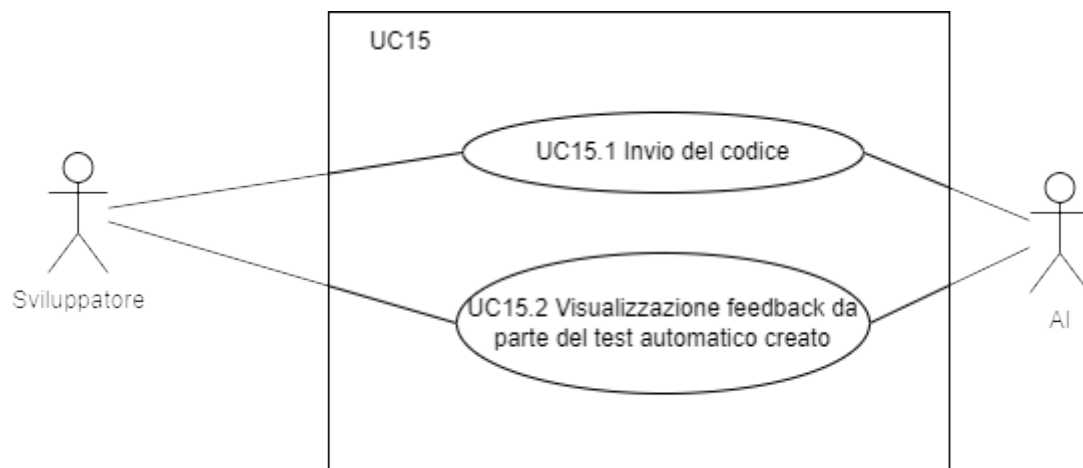 UC15
UC15.1 Invio del codice
Sviluppatore
UC15.2 Visualizzazione feedback da
parte del test automatico creato
AI